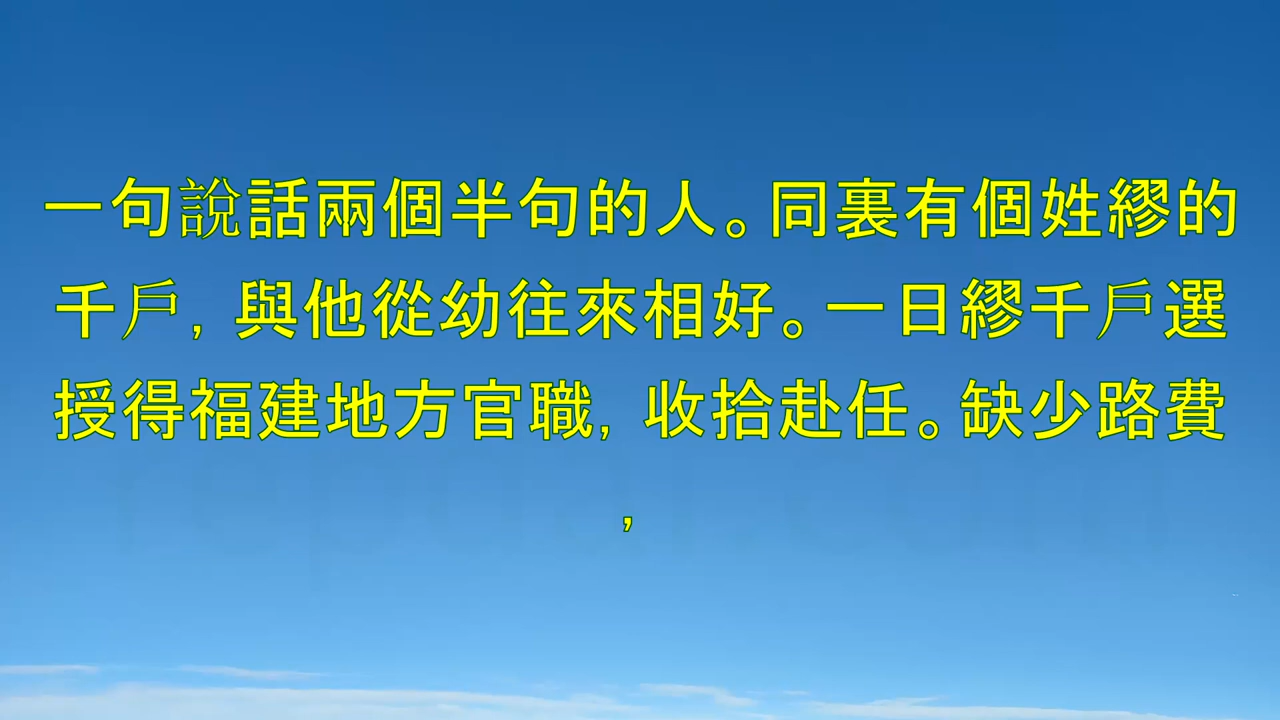 一句說話兩個半句的人。同裏有個姓繆的
千戶，與他從幼往來相好。一日繆千戶選
授得福建地方官職，收拾赴任。缺少路費
，